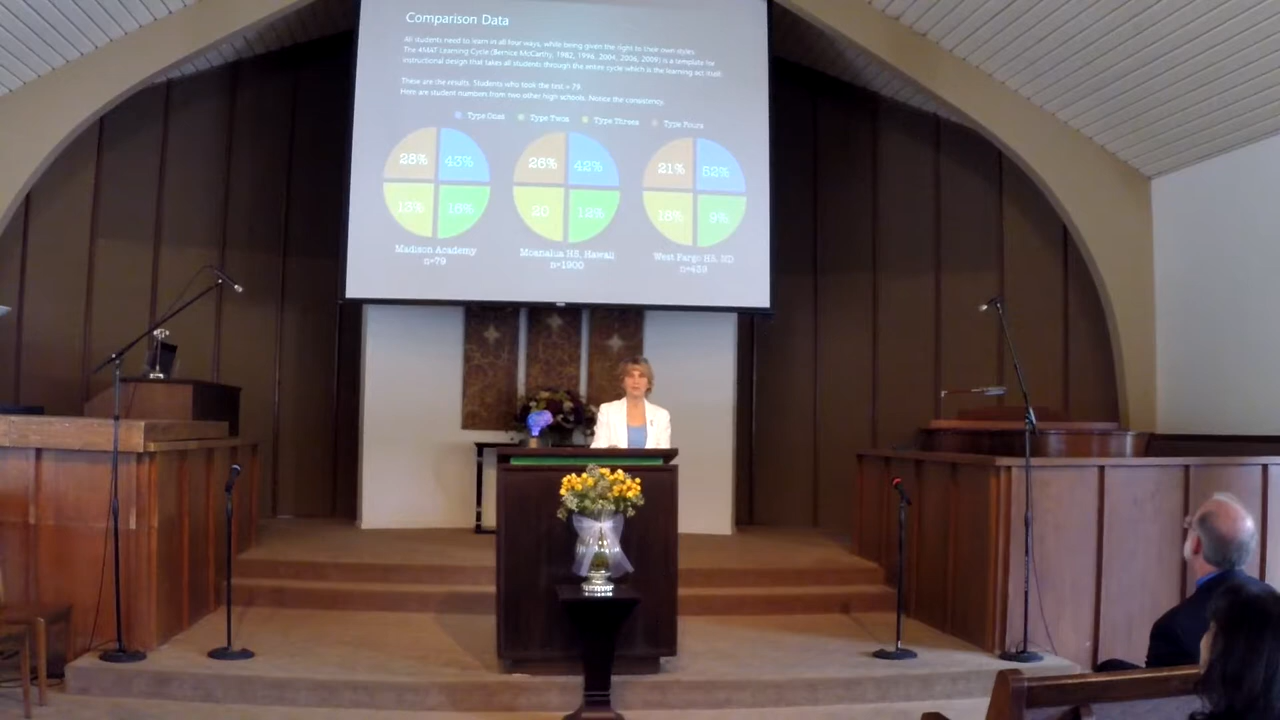 Comparison Data
All students need to learn in all four ways, while being given the right to their own styles.
The 4MAT Learning Cycle (Bernice McCarthy, 1982, 1996, 2004, 2006, 2009) is a template for
instructional design that takes all students through the entire cycle which is the learning act itself.
These are the results. Students who took the test = 79.
Here are student numbers from two other high schools. Notice the consistency.
Type Ones Type Twos Type Threes Type Fours
28% 43% 26% 42% 21% 52%
13% 16% 20 12% 18% 9%
Madison Academy Moanalua HS, Hawaii West Fargo HS, ND
n=79 n=1900 n=439